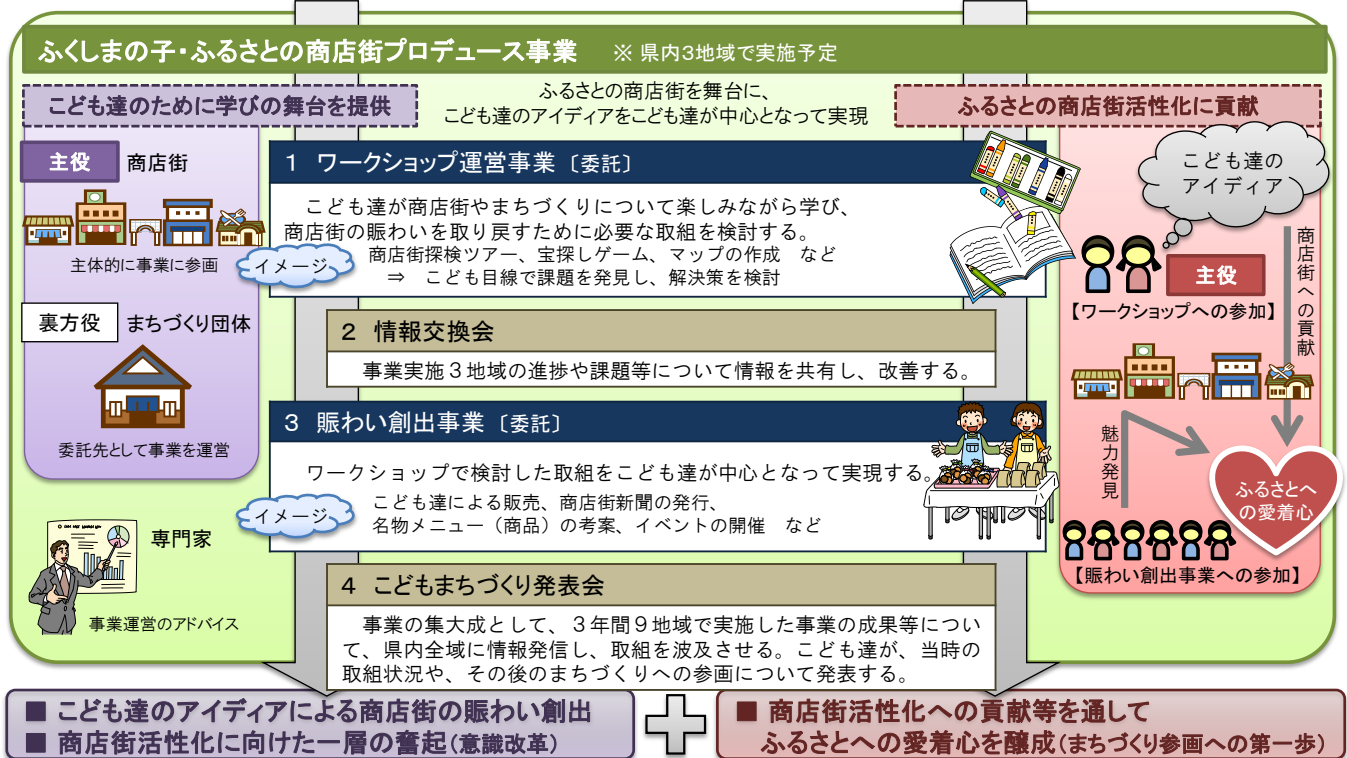 ふくしまの子・ふるさとの商店街プロデュース事業　※ 県内3地域で実施予定
こども達のために学びの舞台を提供
ふるさとの商店街を舞台に、
こども達のアイディアをこども達が中心となって実現
ふるさとの商店街活性化に貢献
主役　商店街
主体的に事業に参画
裏方役　まちづくり団体
委託先として事業を運営
専門家
事業運営のアドバイス
１　ワークショップ運営事業〔委託〕
こども達が商店街やまちづくりについて楽しみながら学び、
商店街の賑わいを取り戻すために必要な取組を検討する。
イメージ
商店街探検ツアー、宝探しゲーム、マップの作成　など
⇒　こども目線で課題を発見し、解決策を検討
２　情報交換会
事業実施３地域の進捗や課題等について情報を共有し、改善する。
３　賑わい創出事業〔委託〕
ワークショップで検討した取組をこども達が中心となって実現する。
イメージ
こども達による販売、商店街新聞の発行、
名物メニュー（商品）の考案、イベントの開催　など
４　こどもまちづくり発表会
事業の集大成として、３年間９地域で実施した事業の成果等につい
て、県内全域に情報発信し、取組を波及させる。こども達が、当時の
取組状況や、その後のまちづくりへの参画について発表する。
こども達の
アイディア
主役
【ワークショップへの参加】
商店街への貢献
魅力発見
ふるさとへ
の愛着心
【賑わい創出事業への参加】
■ こども達のアイディアによる商店街の賑わい創出
■ 商店街活性化に向けた一層の奮起（意識改革）
■ 商店街活性化への貢献等を通して
ふるさとへの愛着心を醸成（まちづくり参画への第一歩）